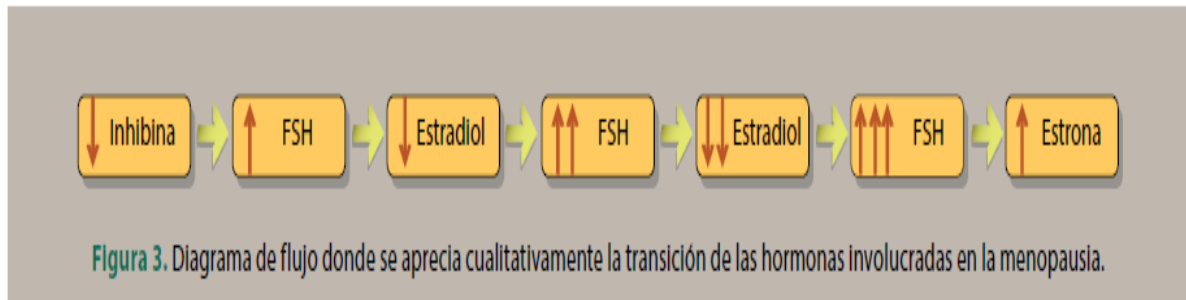 ↓ Inhibina ↑ FSH ↓ Estradiol ↑↑ FSH ↓↓ Estradiol ↑↑↑ FSH ↑ Estrona
Figura 3. Diagrama de flujo donde se aprecia cualitativamente la transición de las hormonas involucradas en la menopausia.